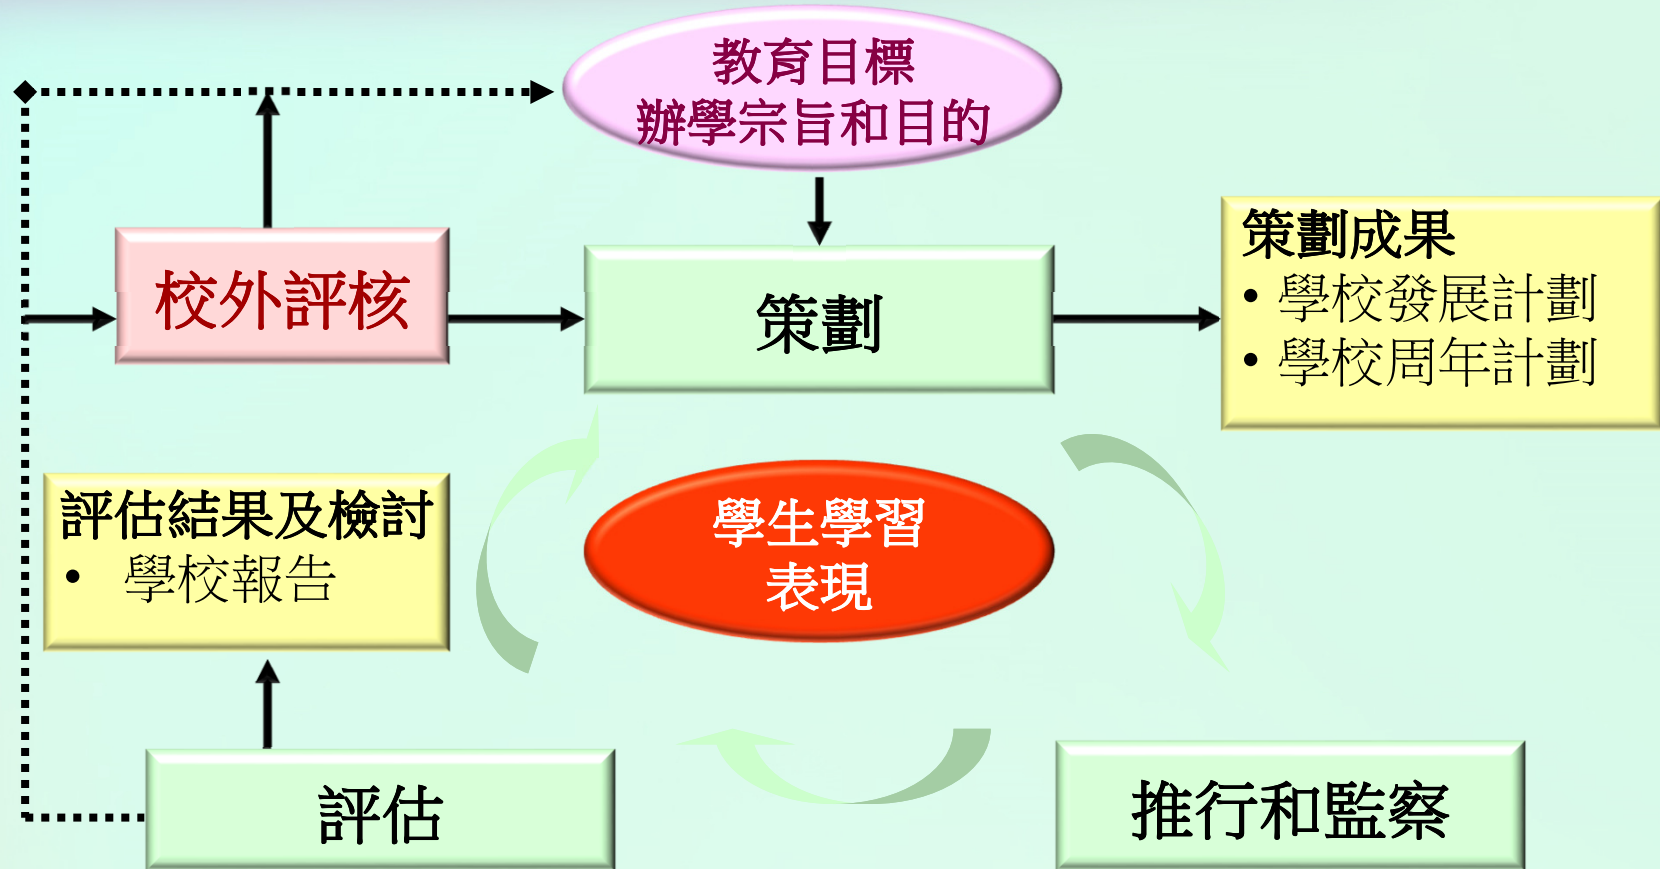 教育目標
辦學宗旨和目的
校外評核
策劃
策劃成果
• 學校發展計劃
• 學校周年計劃
評估結果及檢討
• 學校報告
學生學習
表現
評估
推行和監察